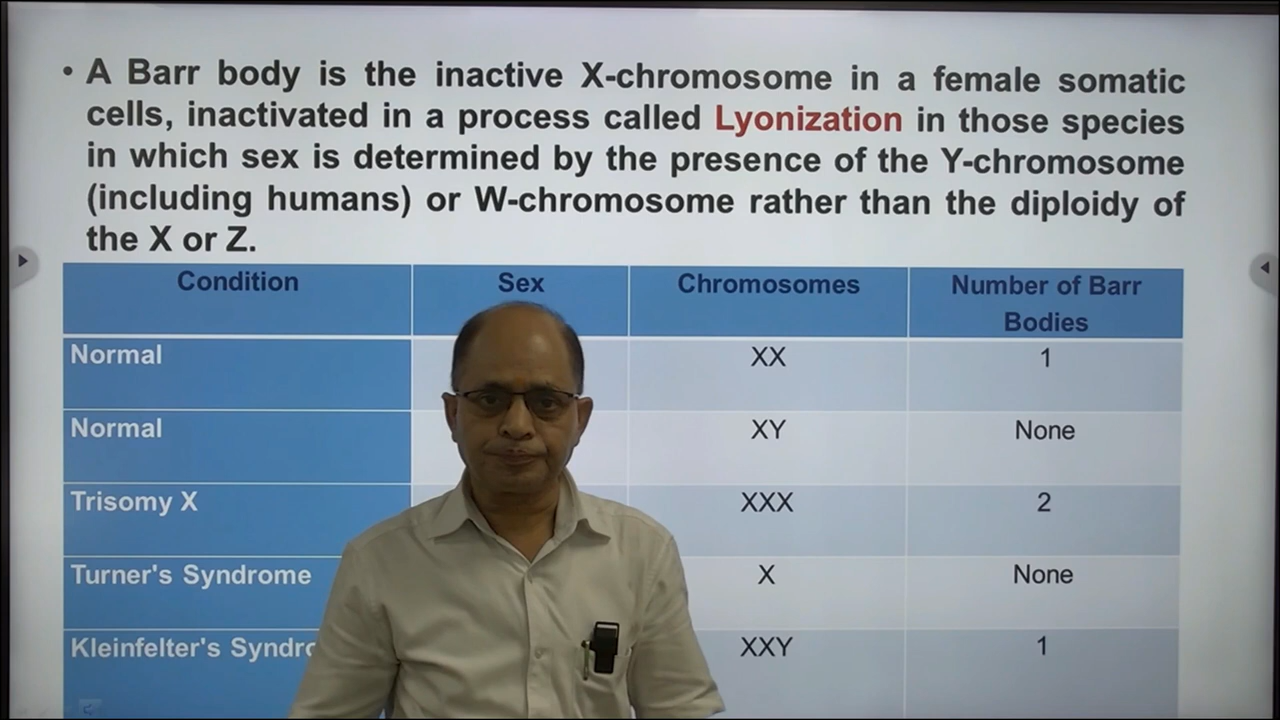 • A Barr body is the inactive X-chromosome in a female somatic
cells, inactivated in a process called Lyonization in those species
in which sex is determined by the presence of the Y-chromosome
(including humans) or W-chromosome rather than the diploidy of
the X or Z.
Condition Sex Chromosomes Number of Barr
Bodies
Normal XX 1
Normal XY None
Trisomy X XXX 2
Turner's Syndrome X None
Kleinfelter's Syndro XXY 1